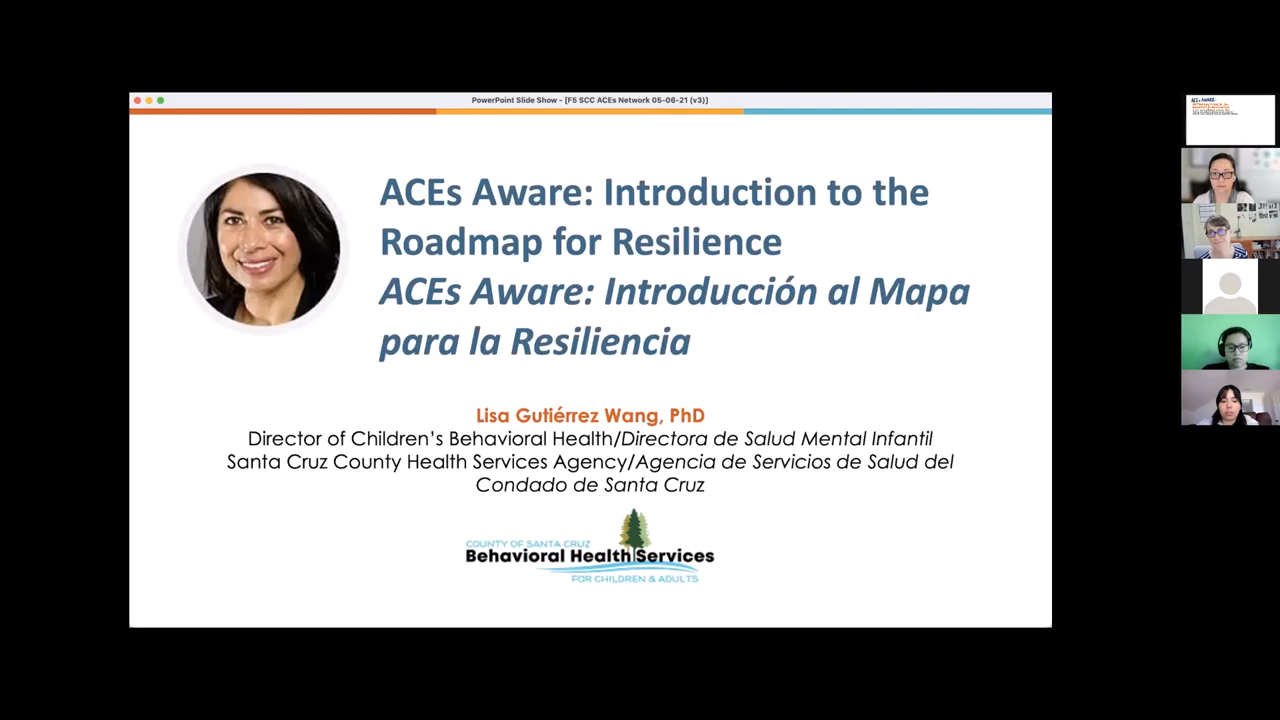 PowerPoint Slide Show - [F5 SCC ACEs Network 05-06-21 (v3)]
ACEs Aware: Introduction to the
Roadmap for Resilience
ACEs Aware: Introducción al Mapa
para la Resiliencia
Lisa Gutiérrez Wang, PhD
Director of Children's Behavioral Health/Directora de Salud Mental Infantil
Santa Cruz County Health Services Agency/Agencia de Servicios de Salud del
Condado de Santa Cruz
COUNTY OF SANTA CRUZ
Behavioral Health Services
FOR CHILDREN & ADULTS
ACEs AWARE: